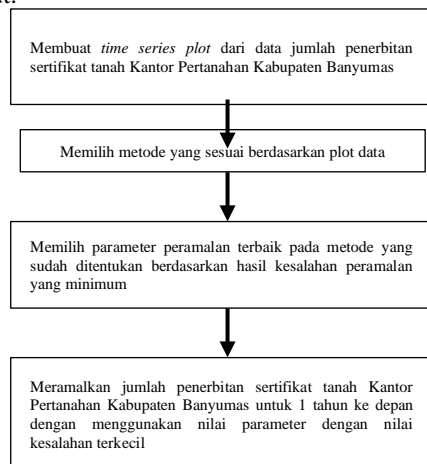 Membuat time series plot dari data jumlah penerbitan
sertifikat tanah Kantor Pertanahan Kabupaten Banyumas
Memilih metode yang sesuai berdasarkan plot data
Memilih parameter peramalan terbaik pada metode yang
sudah ditentukan berdasarkan hasil kesalahan peramalan
yang minimum
Meramalkan jumlah penerbitan sertifikat tanah Kantor
Pertanahan Kabupaten Banyumas untuk 1 tahun ke depan
dengan menggunakan nilai parameter dengan nilai
kesalahan terkecil